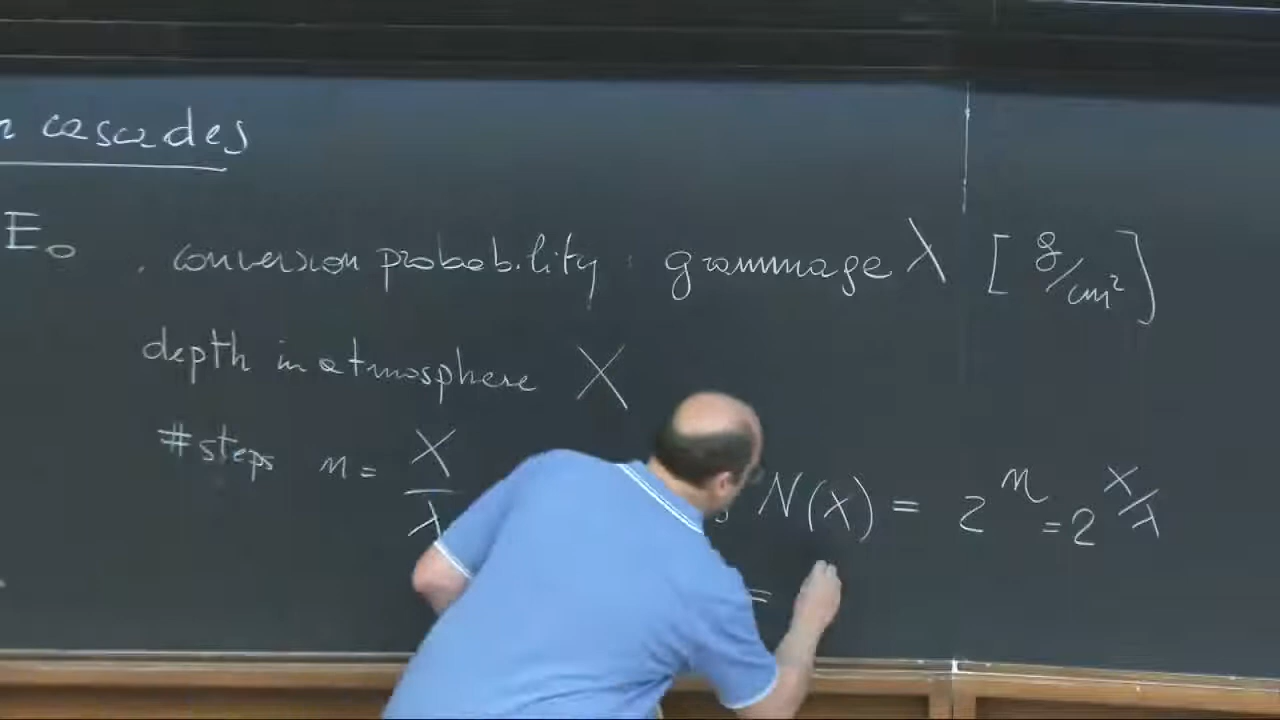 cascades
E₀ . conversion probability : grammage λ [g/cm²]
depth in atmosphere X
#steps n = X/λ N(X) = 2ⁿ = 2^(X/λ)
=